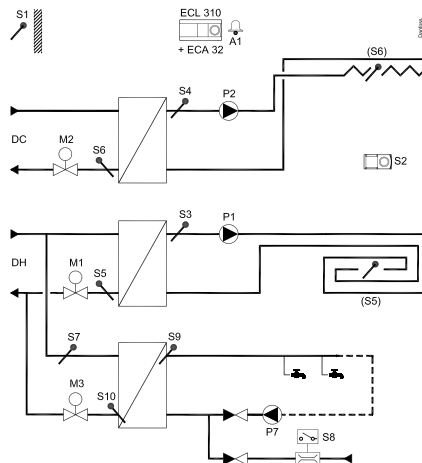 S1
ECL 310
+ ECA 32
A1
Danfoss
(S6)
S4
P2
DC
M2
S6
S2
S3
P1
DH
M1
S5
(S5)
S7
S9
M3
S10
P7
S8